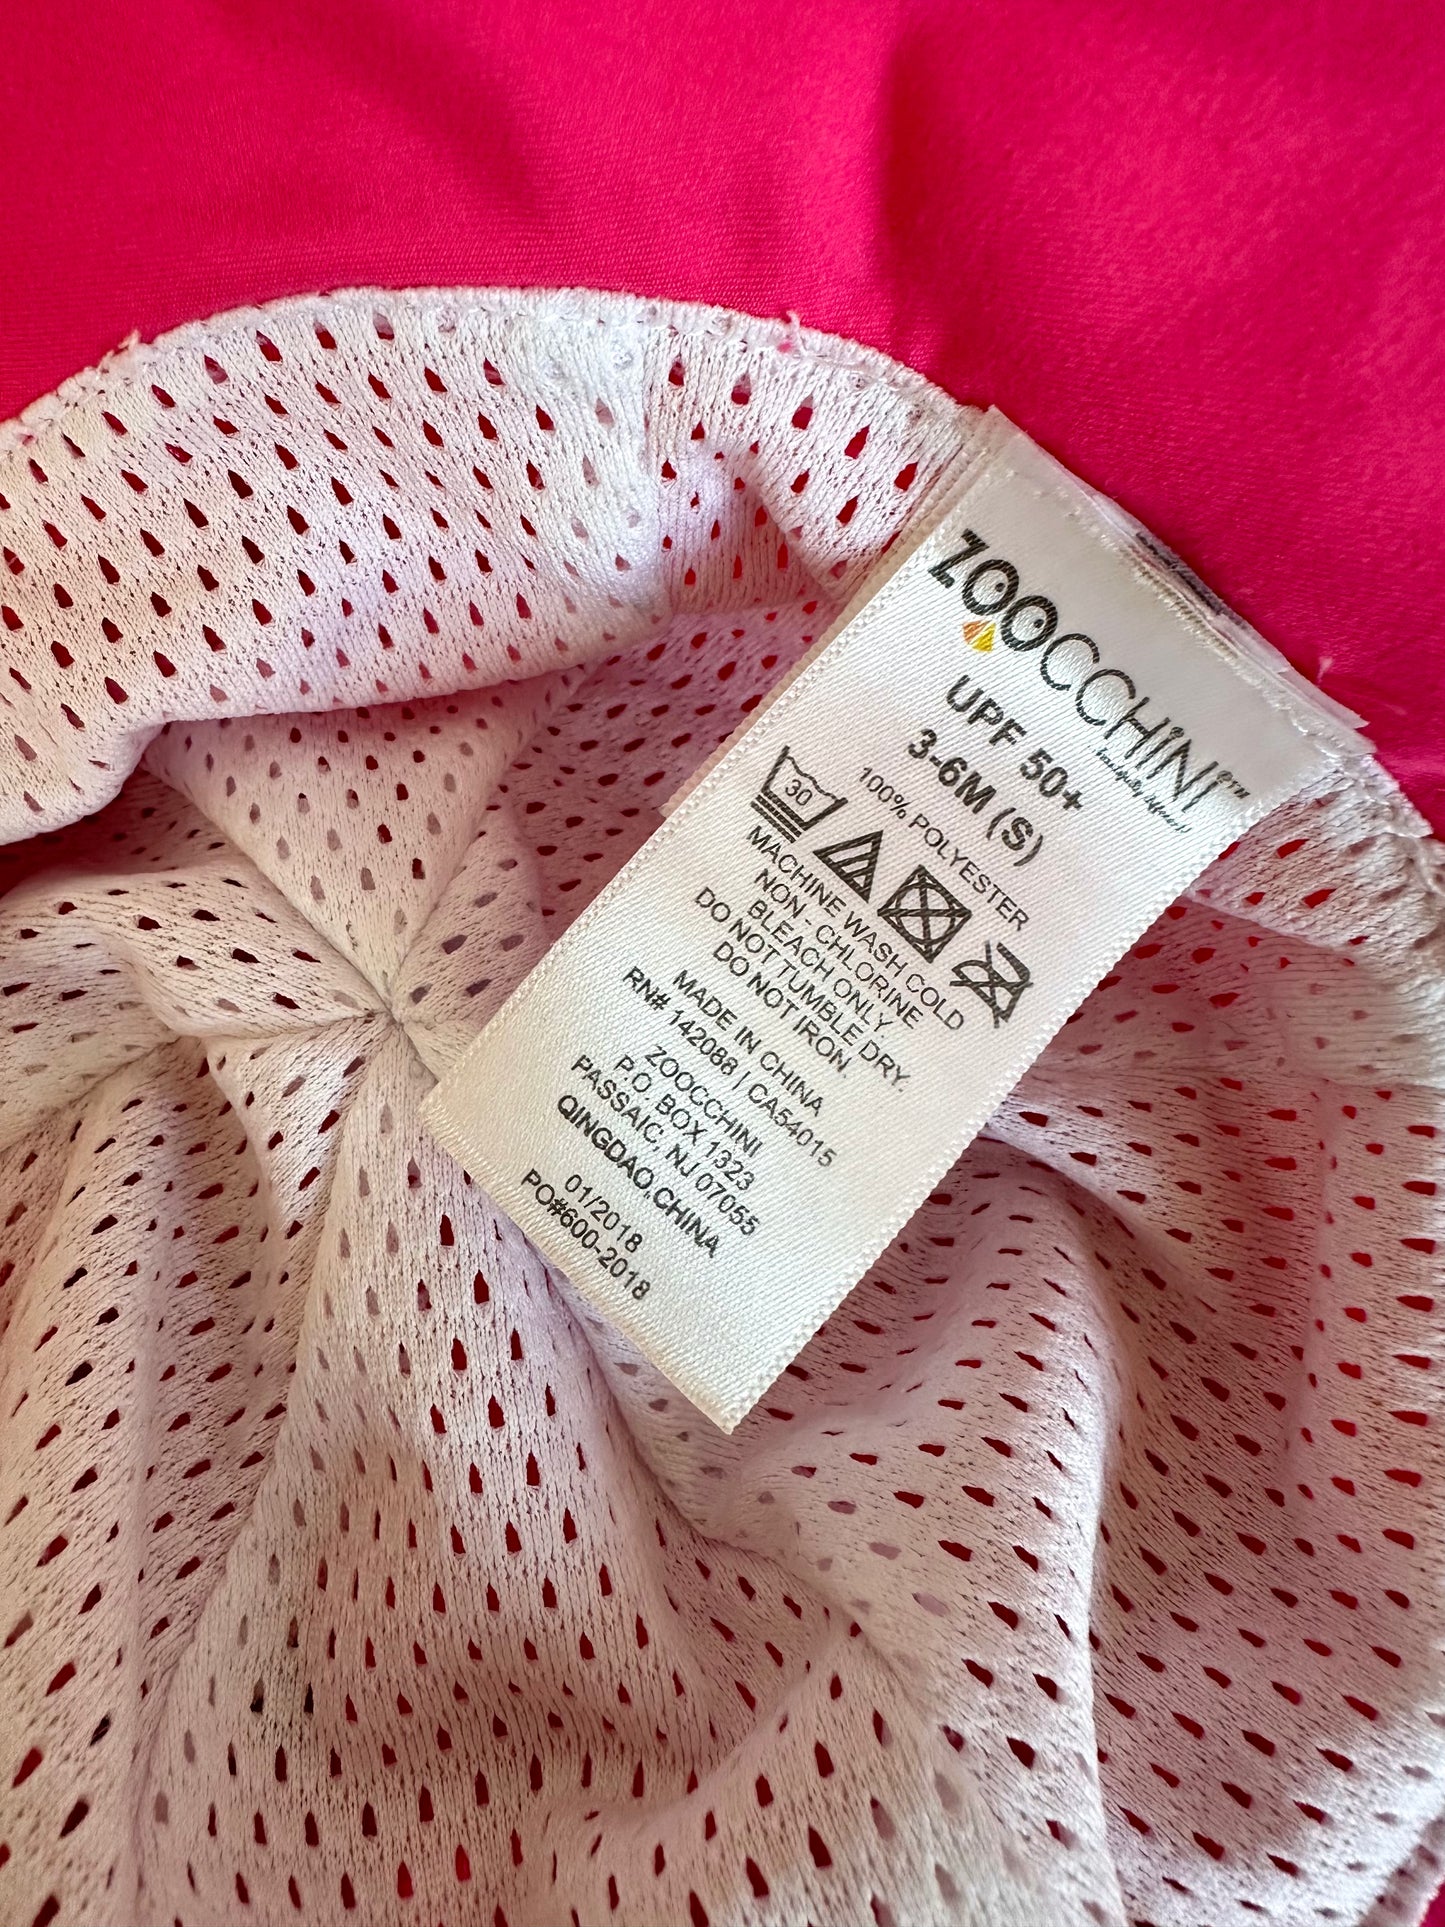 ZOOCCHiNi™
UPF 50+
3-6M (S)
100% POLYESTER
30
MACHINE WASH COLD
NON - CHLORINE
BLEACH ONLY.
DO NOT TUMBLE DRY.
DO NOT IRON.
MADE IN CHINA
RN# 142088 | CA54015
ZOOCCHINI
P.O. BOX 1323
PASSAIC, NJ 07055
QINGDAO,CHINA
01/2018
PO#600-2018